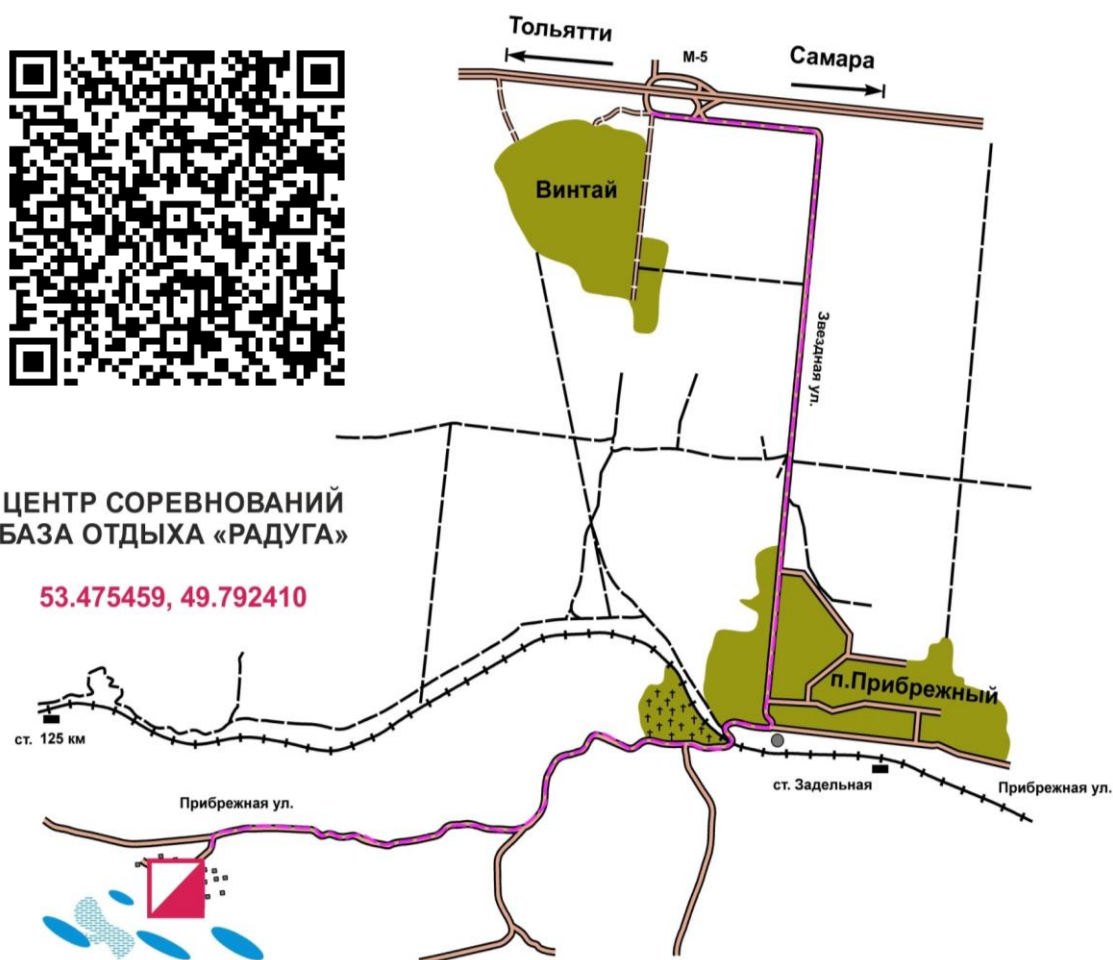 Тольятти
М-5
Самара
Винтай
Звездная ул.
ЦЕНТР СОРЕВНОВАНИЙ
БАЗА ОТДЫХА «РАДУГА»
53.475459, 49.792410
п.Прибрежный
ст. 125 км
ст. Задельная
Прибрежная ул.
Прибрежная ул.